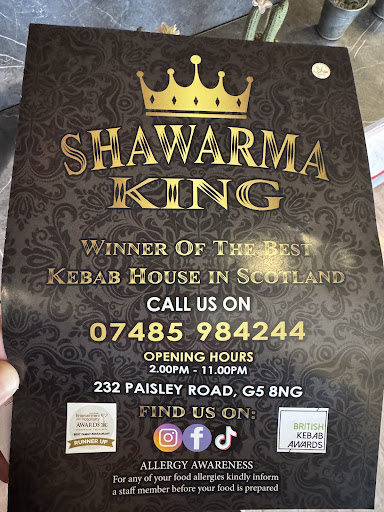 SHAWARMA
KING
WINNER OF THE BEST
KEBAB HOUSE IN SCOTLAND
CALL US ON
07485 984244
OPENING HOURS
2.00PM - 11.00PM
232 PAISLEY ROAD, G5 8NG
FIND US ON:
AWARDS
RUNNER UP
BRITISH
KEBAB
AWARDS
ALLERGY AWARENESS
For any of your food allergies kindly inform
a staff member before your food is prepared